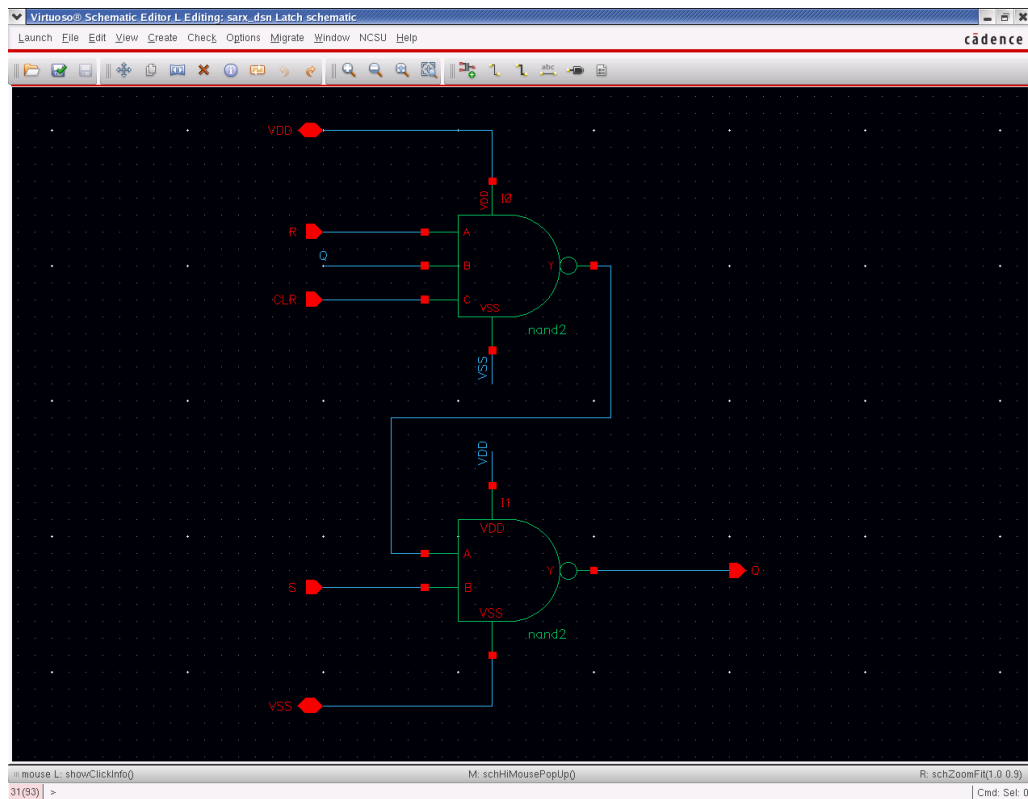 Virtuoso® Schematic Editor L Editing: sarx_dsn Latch schematic
Launch File Edit View Create Check Options Migrate Window NCSU Help
cādence
abc
VDD
VDD
I0
R
A
Q
B
Y
CLR
C
VSS
nand2
VSS
VDD
I1
VDD
A
Y
Q
S
B
VSS
nand2
VSS
mouse L: showClickInfo()
M: schHiMousePopUp()
R: schZoomFit(1.0 0.9)
31(93) >
Cmd: Sel: 0